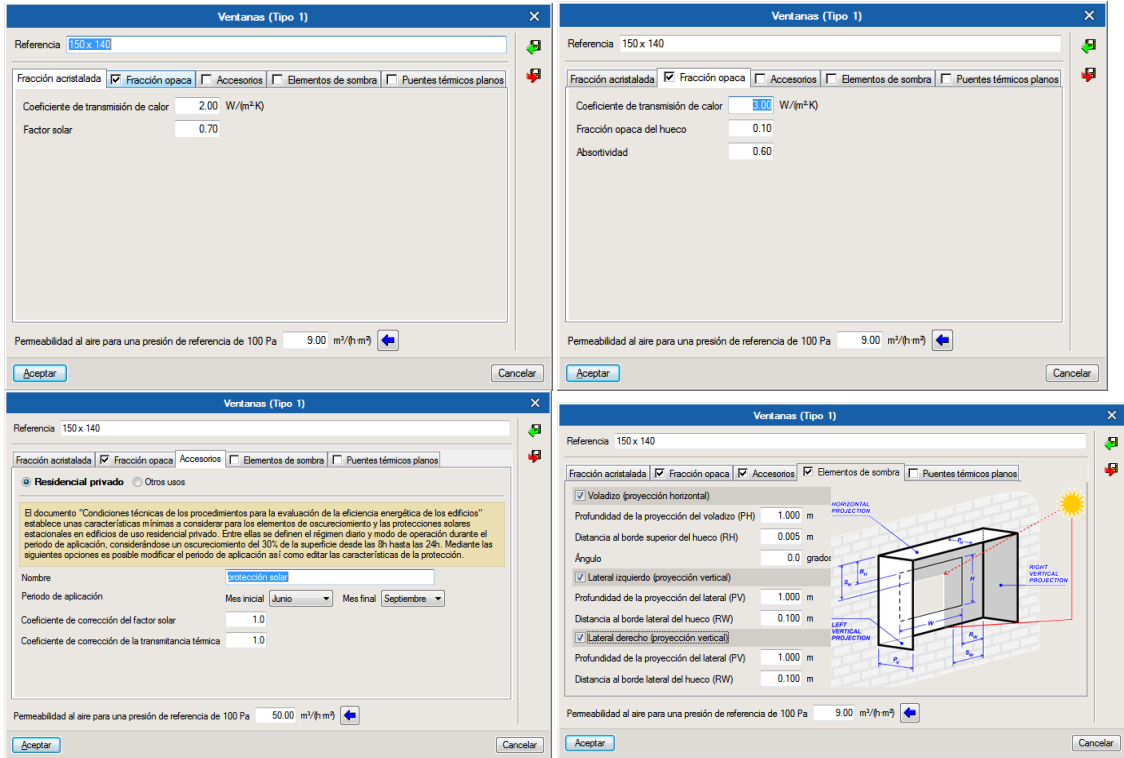 Ventanas (Tipo 1)
Referencia 150 x 140
Fracción acristalada Fracción opaca Accesorios Elementos de sombra Puentes térmicos planos
Coeficiente de transmisión de calor 2.00 W/(m²·K)
Factor solar 0.70
Permeabilidad al aire para una presión de referencia de 100 Pa 9.00 m³/(h·m²)
Aceptar Cancelar
Ventanas (Tipo 1)
Referencia 150 x 140
Fracción acristalada Fracción opaca Accesorios Elementos de sombra Puentes térmicos planos
Coeficiente de transmisión de calor 3.00 W/(m²·K)
Fracción opaca del hueco 0.10
Absortividad 0.60
Permeabilidad al aire para una presión de referencia de 100 Pa 9.00 m³/(h·m²)
Aceptar Cancelar
Ventanas (Tipo 1)
Referencia 150 x 140
Fracción acristalada Fracción opaca Accesorios Elementos de sombra Puentes térmicos planos
Residencial privado Otros usos
El documento "Condiciones técnicas de los procedimientos para la evaluación de la eficiencia energética de los edificios"
establece unas características mínimas a considerar para los elementos de oscurecimiento y las protecciones solares
estacionales en edificios de uso residencial privado. Entre ellas se definen el régimen diario y modo de operación durante el
periodo de aplicación, considerándose un oscureciomento del 30% de la superficie desde las 8h hasta las 24h. Mediante las
siguientes opciones es posible modificar el periodo de aplicación así como editar las características de la protección.
Nombre protección solar
Periodo de aplicación Mes inicial Junio Mes final Septiembre
Coeficiente de corrección del factor solar 1.0
Coeficiente de corrección de la transmitancia térmica 1.0
Permeabilidad al aire para una presión de referencia de 100 Pa 50.00 m³/(h·m²)
Aceptar Cancelar
Ventanas (Tipo 1)
Referencia 150 x 140
Fracción acristalada Fracción opaca Accesorios Elementos de sombra Puentes térmicos planos
Voladizo (proyección horizontal)
Profundidad de la proyección del voladizo (PH) 1.000 m
Distancia al borde superior del hueco (RH) 0.005 m
Ángulo 0.0 grados
Lateral izquierdo (proyección vertical)
Profundidad de la proyección del lateral (PV) 1.000 m
Distancia al borde lateral del hueco (RW) 0.100 m
Lateral derecho (proyección vertical)
Profundidad de la proyección del lateral (PV) 1.000 m
Distancia al borde lateral del hueco (RW) 0.100 m
HORIZONTAL
PROJECTION
RIGHT
VERTICAL
PROJECTION
LEFT
VERTICAL
PROJECTION
H
W
Permeabilidad al aire para una presión de referencia de 100 Pa 9.00 m³/(h·m²)
Aceptar Cancelar